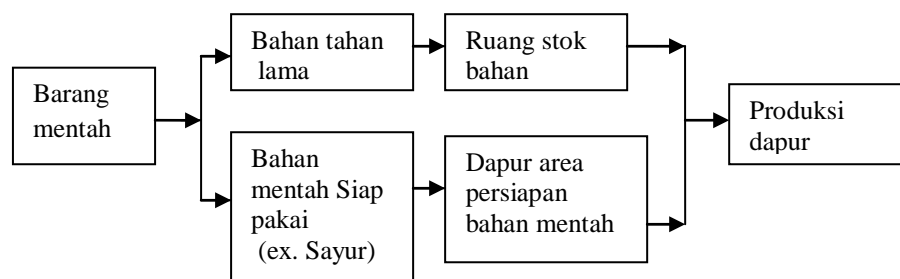 Barang
mentah
Bahan tahan
lama
Ruang stok
bahan
Bahan
mentah Siap
pakai
(ex. Sayur)
Dapur area
persiapan
bahan mentah
Produksi
dapur